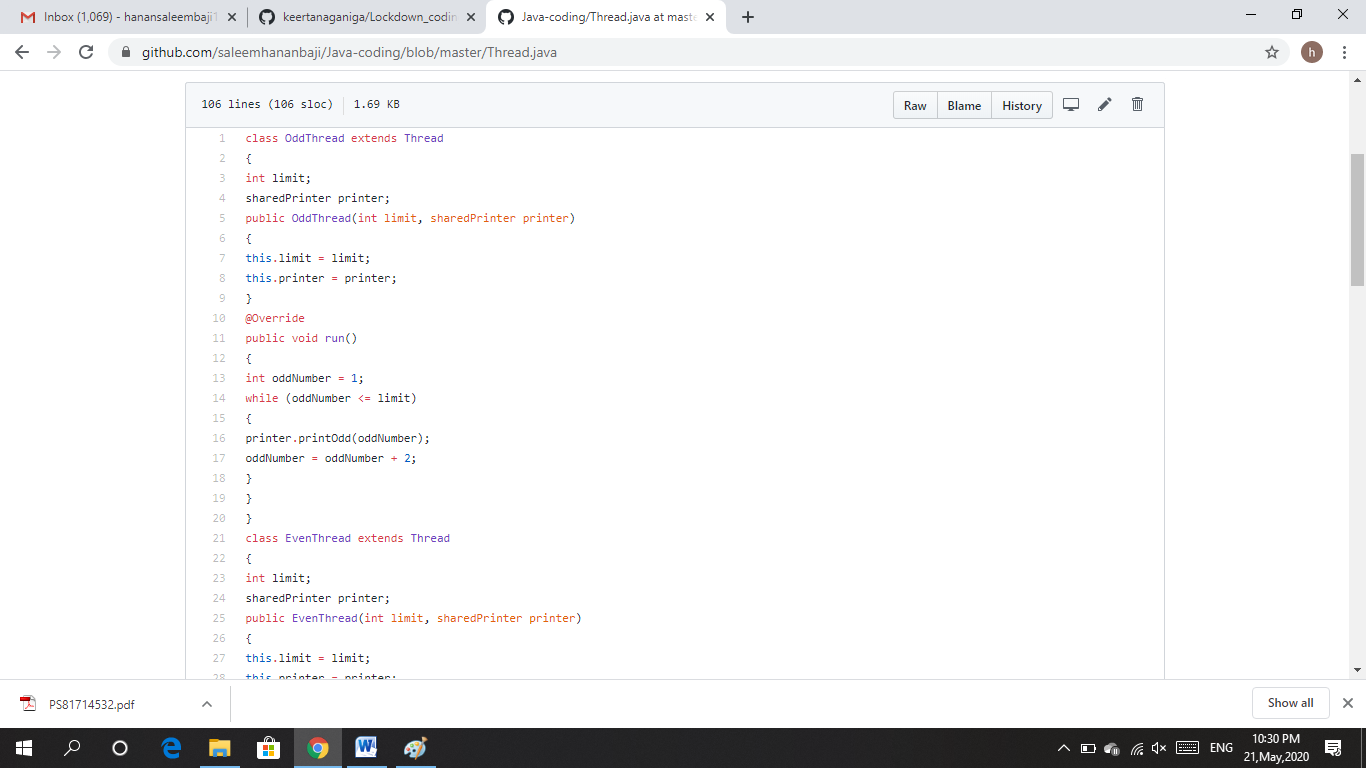 Inbox (1,069) - hanansaleembaji1
keertanaganiga/Lockdown_codin
Java-coding/Thread.java at maste
github.com/saleemhananbaji/Java-coding/blob/master/Thread.java
h
106 lines (106 sloc) 1.69 KB
Raw Blame History
1 class OddThread extends Thread
2 {
3 int limit;
4 sharedPrinter printer;
5 public OddThread(int limit, sharedPrinter printer)
6 {
7 this.limit = limit;
8 this.printer = printer;
9 }
10 @Override
11 public void run()
12 {
13 int oddNumber = 1;
14 while (oddNumber <= limit)
15 {
16 printer.printOdd(oddNumber);
17 oddNumber = oddNumber + 2;
18 }
19 }
20 }
21 class EvenThread extends Thread
22 {
23 int limit;
24 sharedPrinter printer;
25 public EvenThread(int limit, sharedPrinter printer)
26 {
27 this.limit = limit;
28 this.printer = printer;
PS81714532.pdf
Show all
ENG
10:30 PM
21,May,2020